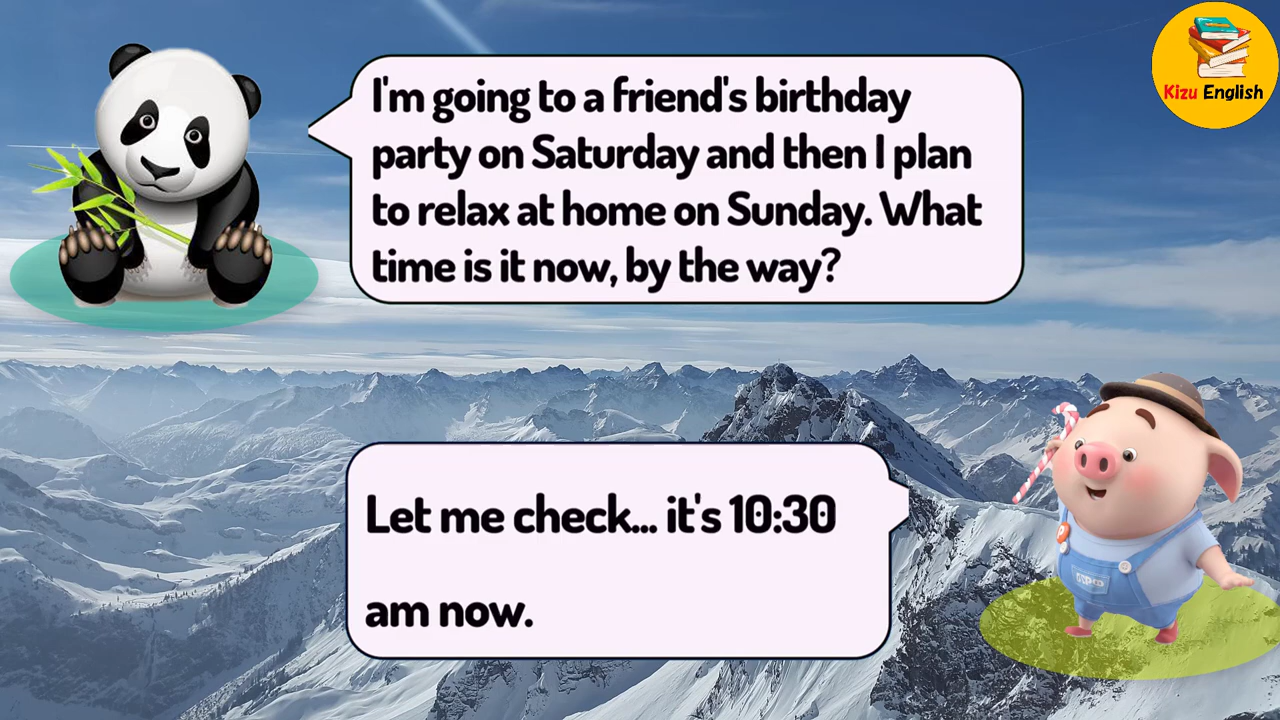 Kizu English
I'm going to a friend's birthday
party on Saturday and then I plan
to relax at home on Sunday. What
time is it now, by the way?
Let me check... it's 10:30
am now.